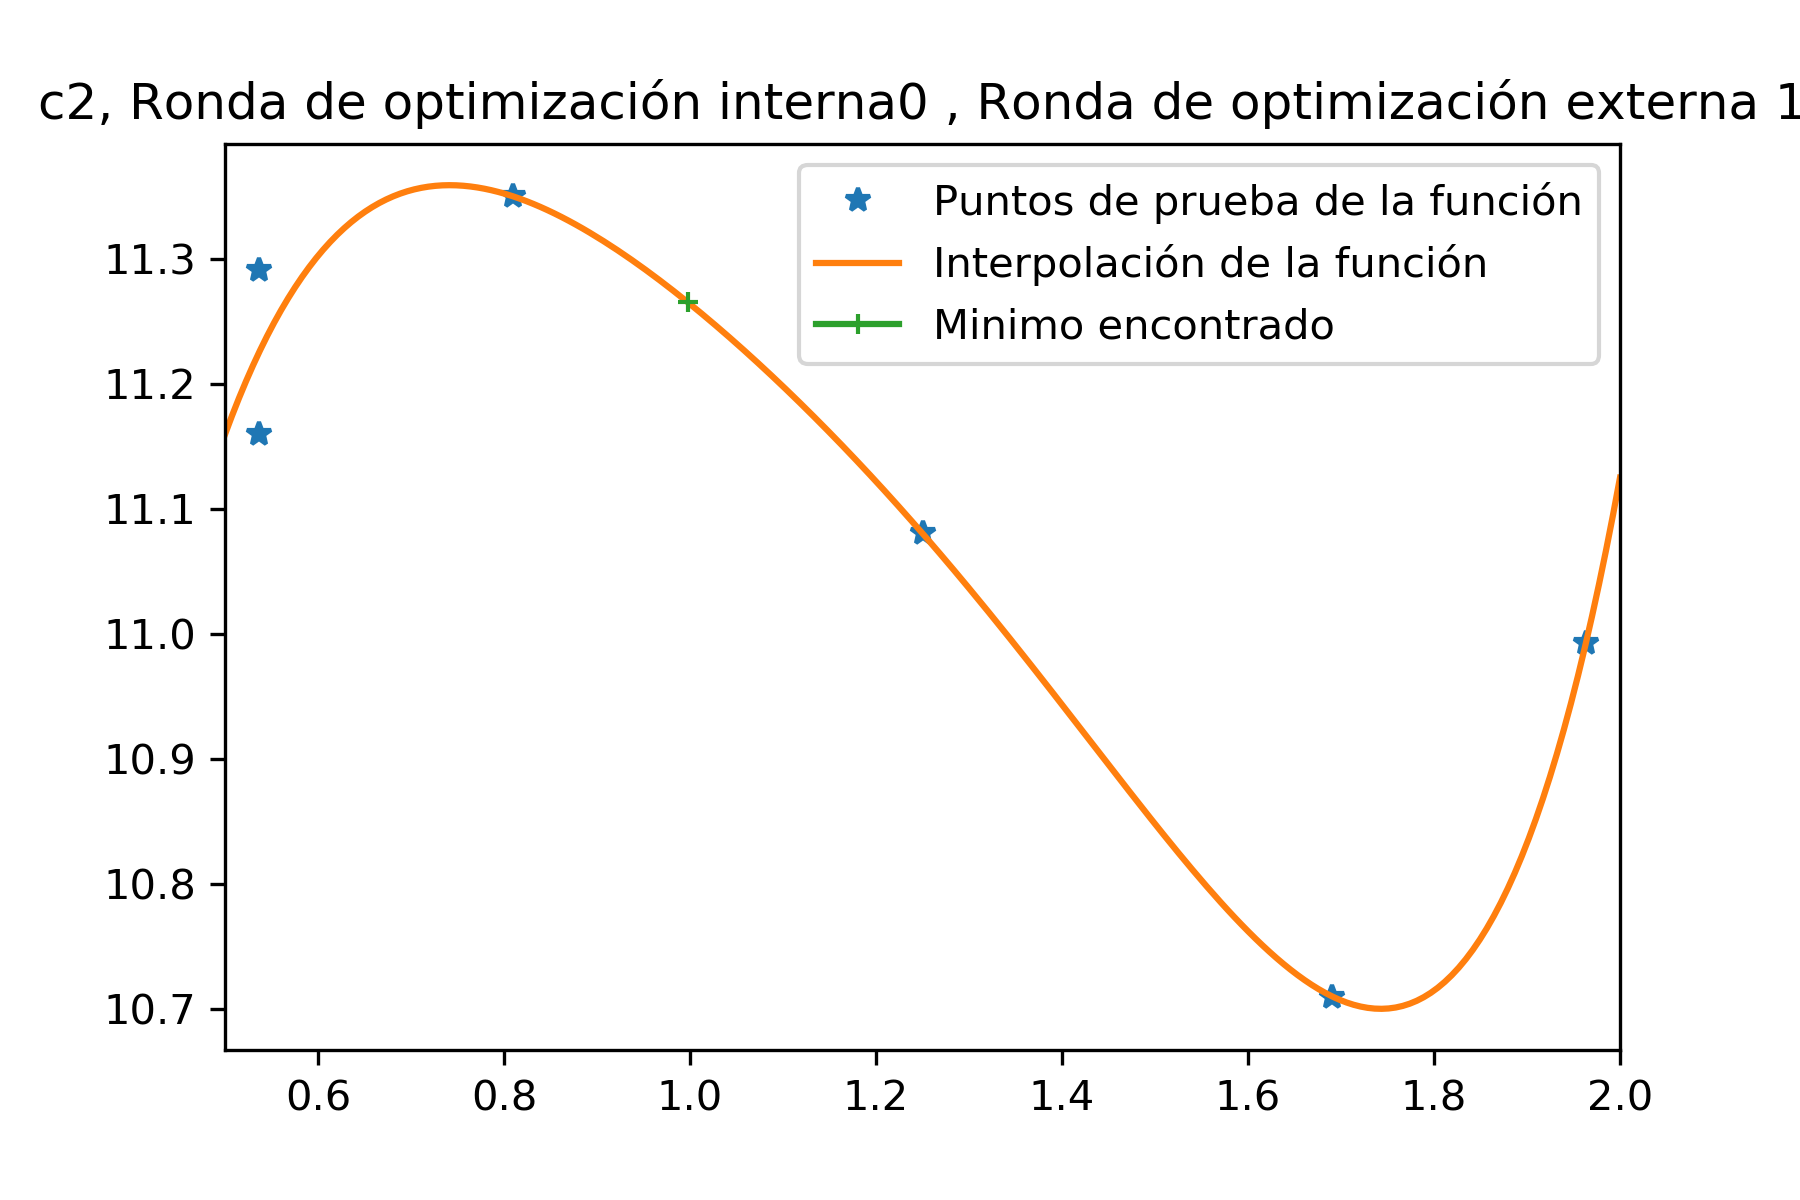 c2, Ronda de optimización interna0 , Ronda de optimización externa 1
Puntos de prueba de la función
Interpolación de la función
Minimo encontrado
11.3
11.2
11.1
11.0
10.9
10.8
10.7
0.6 0.8 1.0 1.2 1.4 1.6 1.8 2.0